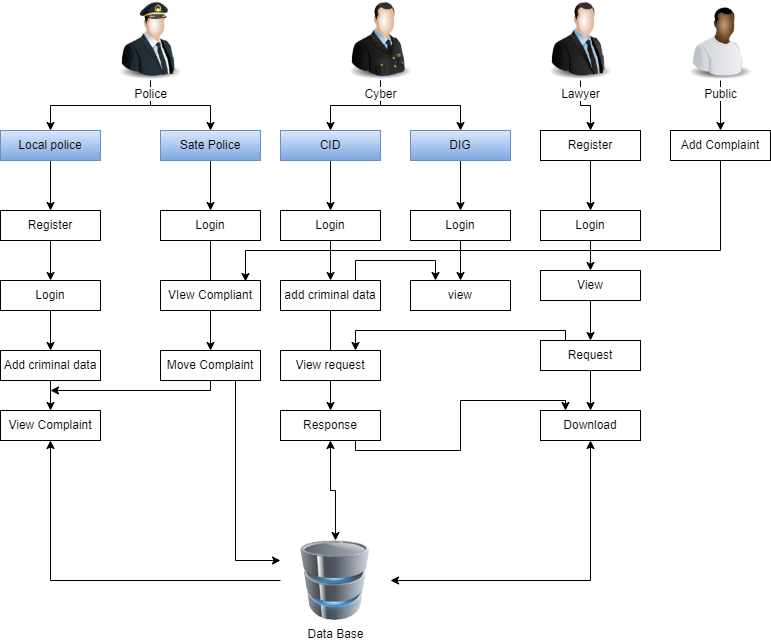 Police
Cyber
Lawyer
Public
Local police
Sate Police
CID
DIG
Register
Add Complaint
Register
Login
Login
Login
Login
Login
VIew Compliant
add criminal data
view
View
Add criminal data
Move Complaint
View request
Request
View Complaint
Response
Download
Data Base